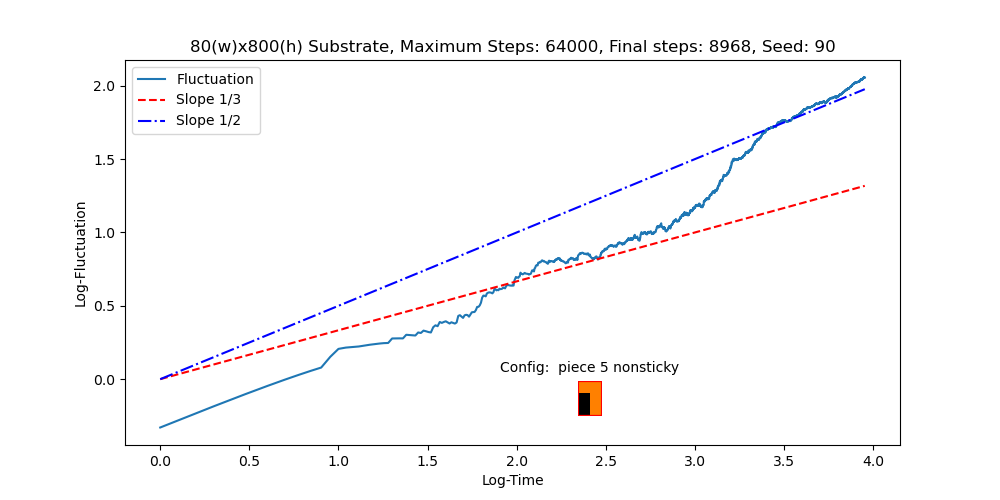 80(w)x800(h) Substrate, Maximum Steps: 64000, Final steps: 8968, Seed: 90
Fluctuation
Slope 1/3
Slope 1/2
Log-Fluctuation
2.0
1.5
1.0
0.5
0.0
Config:  piece 5 nonsticky
0.0 0.5 1.0 1.5 2.0 2.5 3.0 3.5 4.0
Log-Time